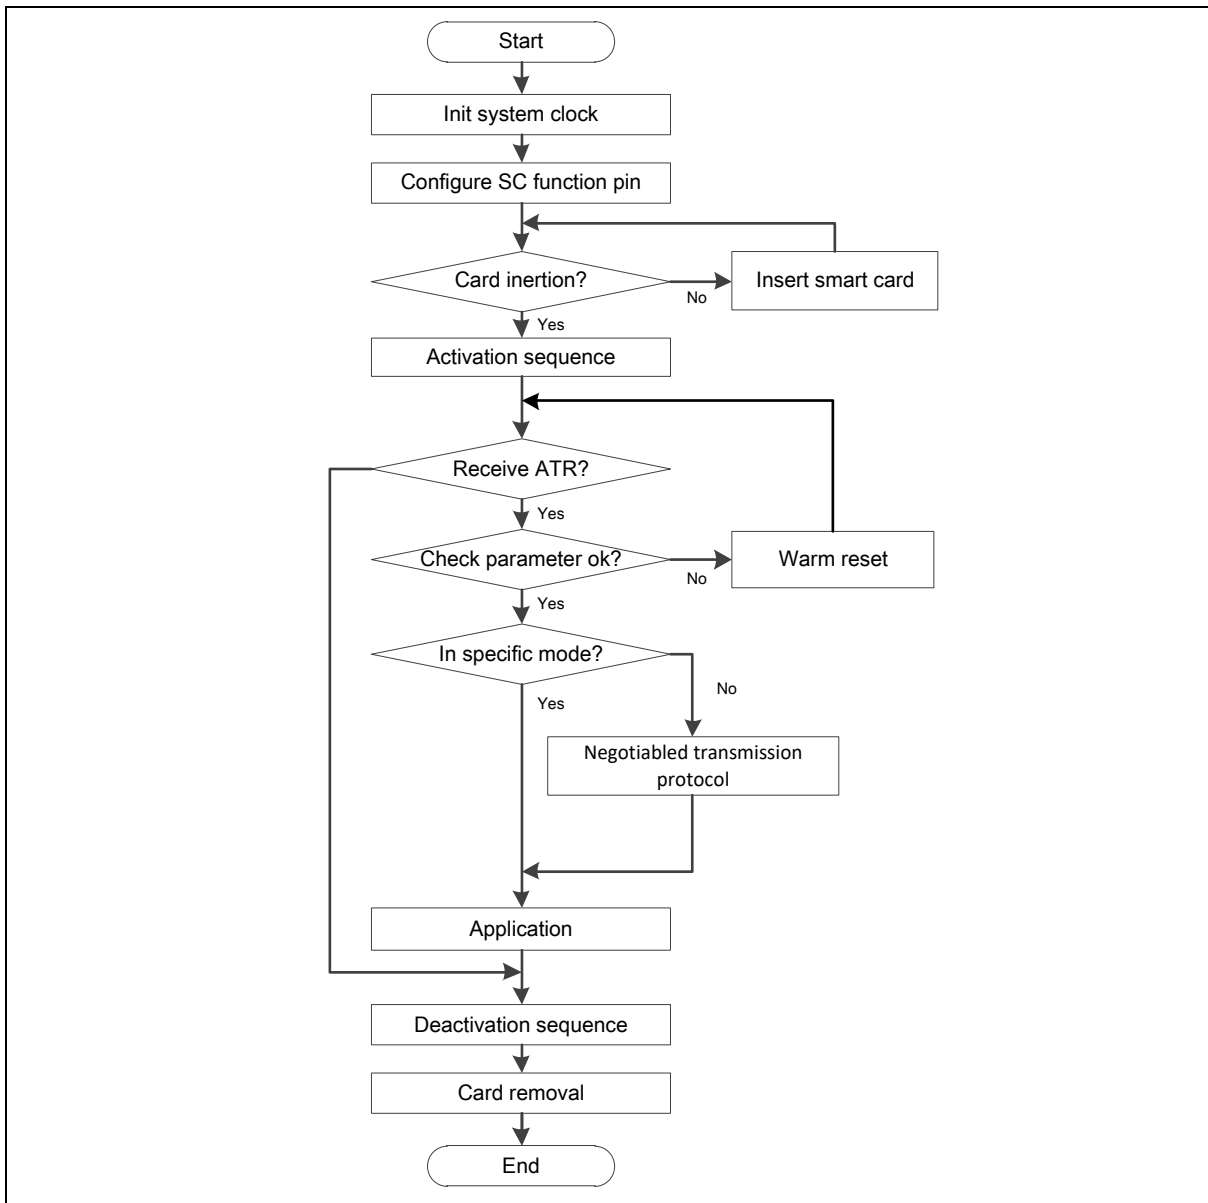 Start
Init system clock
Configure SC function pin
Card inertion?
No
Insert smart card
Yes
Activation sequence
Receive ATR?
Yes
Check parameter ok?
No
Warm reset
Yes
In specific mode?
No
Yes
Negotiabled transmission
protocol
Application
Deactivation sequence
Card removal
End